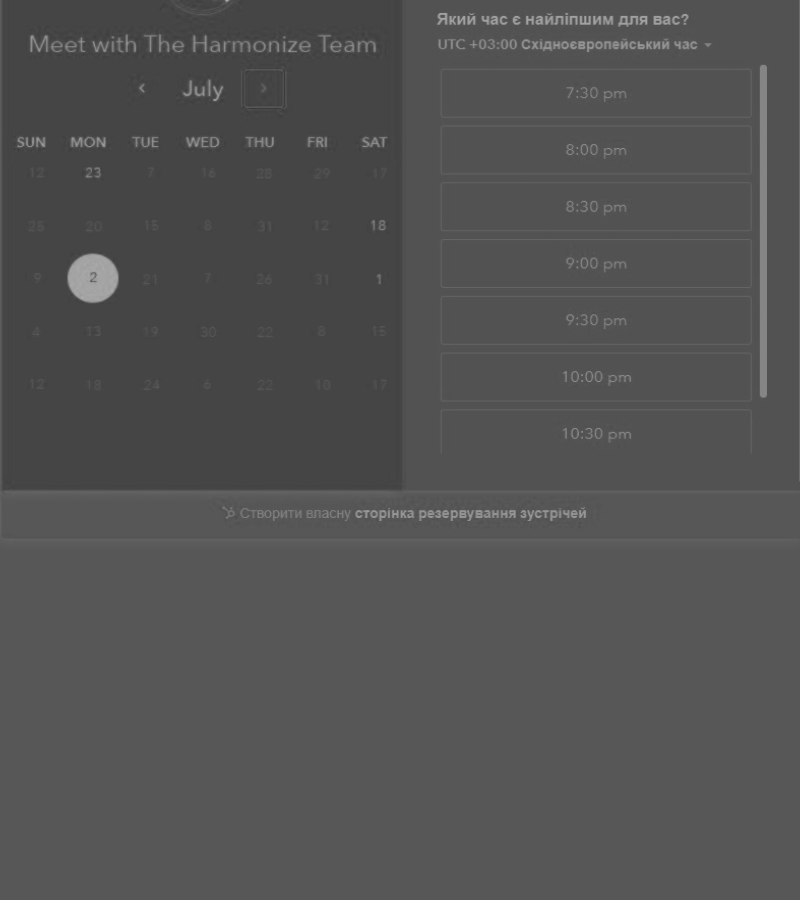 Meet with The Harmonize Team
July
SUN MON TUE WED THU FRI SAT
12 23 7 16 28 29 17
25 20 15 8 31 12 18
9 2 21 7 26 31 1
4 13 19 30 22 8 15
12 18 24 6 22 10 17
Який час є найліпшим для вас?
UTC +03:00 Східноєвропейський час
7:30 pm
8:00 pm
8:30 pm
9:00 pm
9:30 pm
10:00 pm
10:30 pm
Створити власну сторінка резервування зустрічей